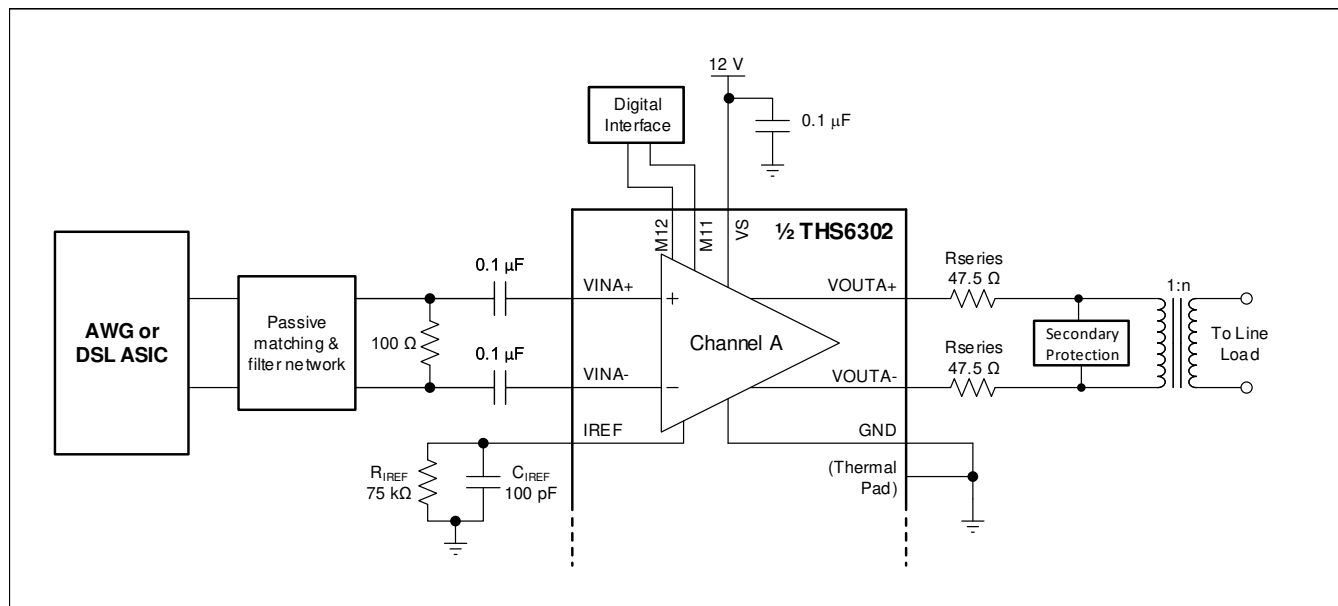 12 V
Digital
Interface
0.1 µF
M12
M11
VS
½ THS6302
AWG or
DSL ASIC
Passive
matching &
filter network
100 Ω
0.1 µF
0.1 µF
VINA+
VINA-
+
−
Channel A
VOUTA+
VOUTA-
Rseries
47.5 Ω
Rseries
47.5 Ω
Secondary
Protection
1:n
To Line
Load
IREF
GND
(Thermal
Pad)
RIREF
75 kΩ
CIREF
100 pF